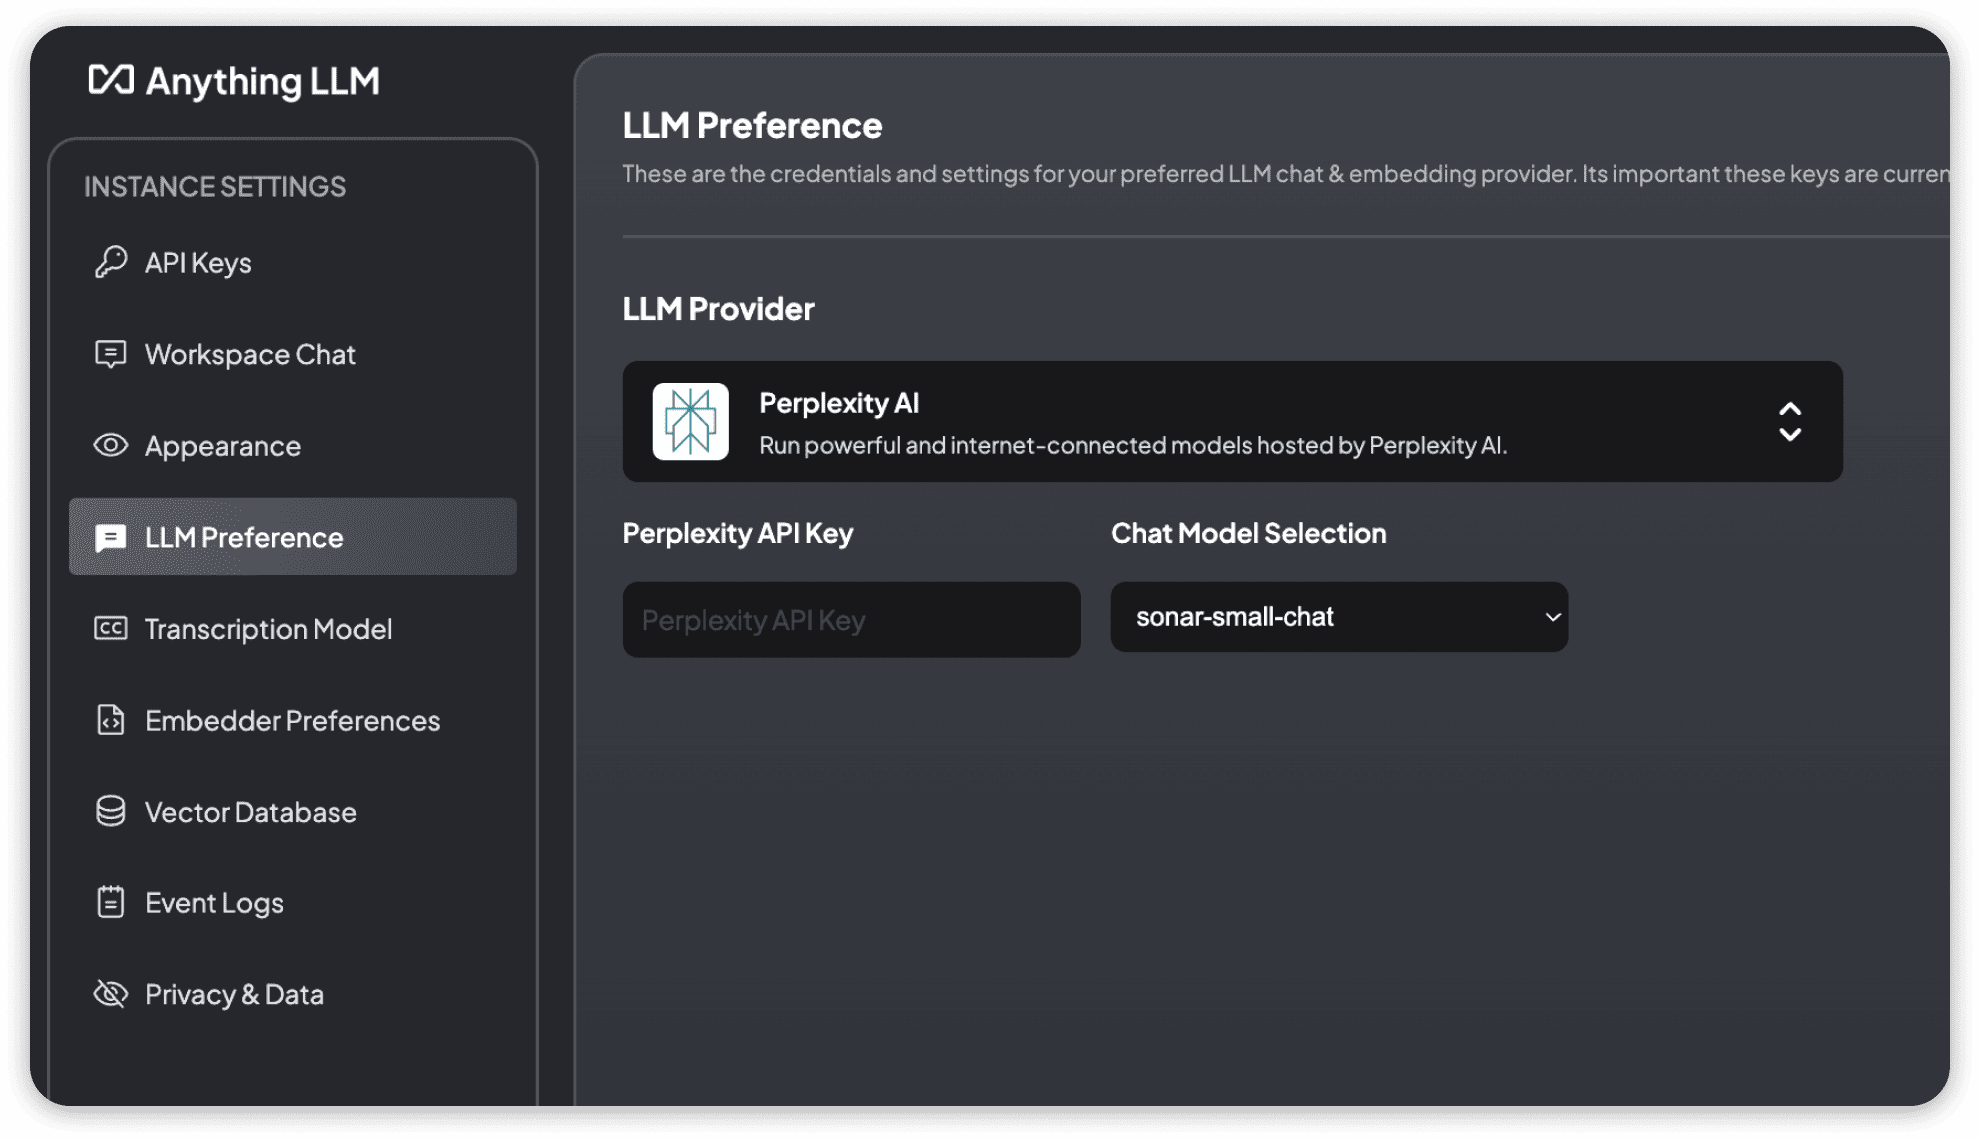 Anything LLM
INSTANCE SETTINGS
API Keys
Workspace Chat
Appearance
LLM Preference
CC Transcription Model
Embedder Preferences
Vector Database
Event Logs
Privacy & Data
LLM Preference
These are the credentials and settings for your preferred LLM chat & embedding provider. Its important these keys are curren
LLM Provider
Perplexity AI
Run powerful and internet-connected models hosted by Perplexity AI.
Perplexity API Key
Chat Model Selection
Perplexity API Key
sonar-small-chat